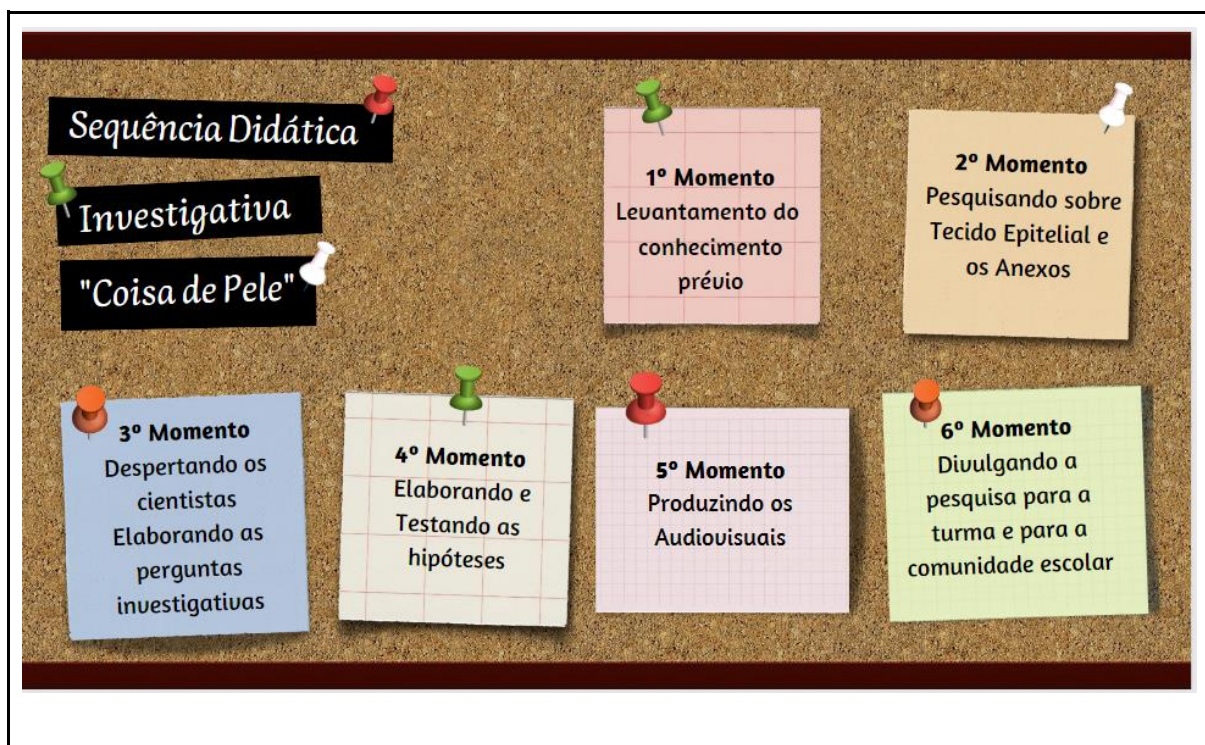 Sequência Didática
Investigativa
"Coisa de Pele"
1º Momento
Levantamento do
conhecimento
prévio
2º Momento
Pesquisando sobre
Tecido Epitelial e
os Anexos
3º Momento
Despertando os
cientistas
Elaborando as
perguntas
investigativas
4º Momento
Elaborando e
Testando as
hipóteses
5º Momento
Produzindo os
Audiovisuais
6º Momento
Divulgando a
pesquisa para a
turma e para a
comunidade escolar